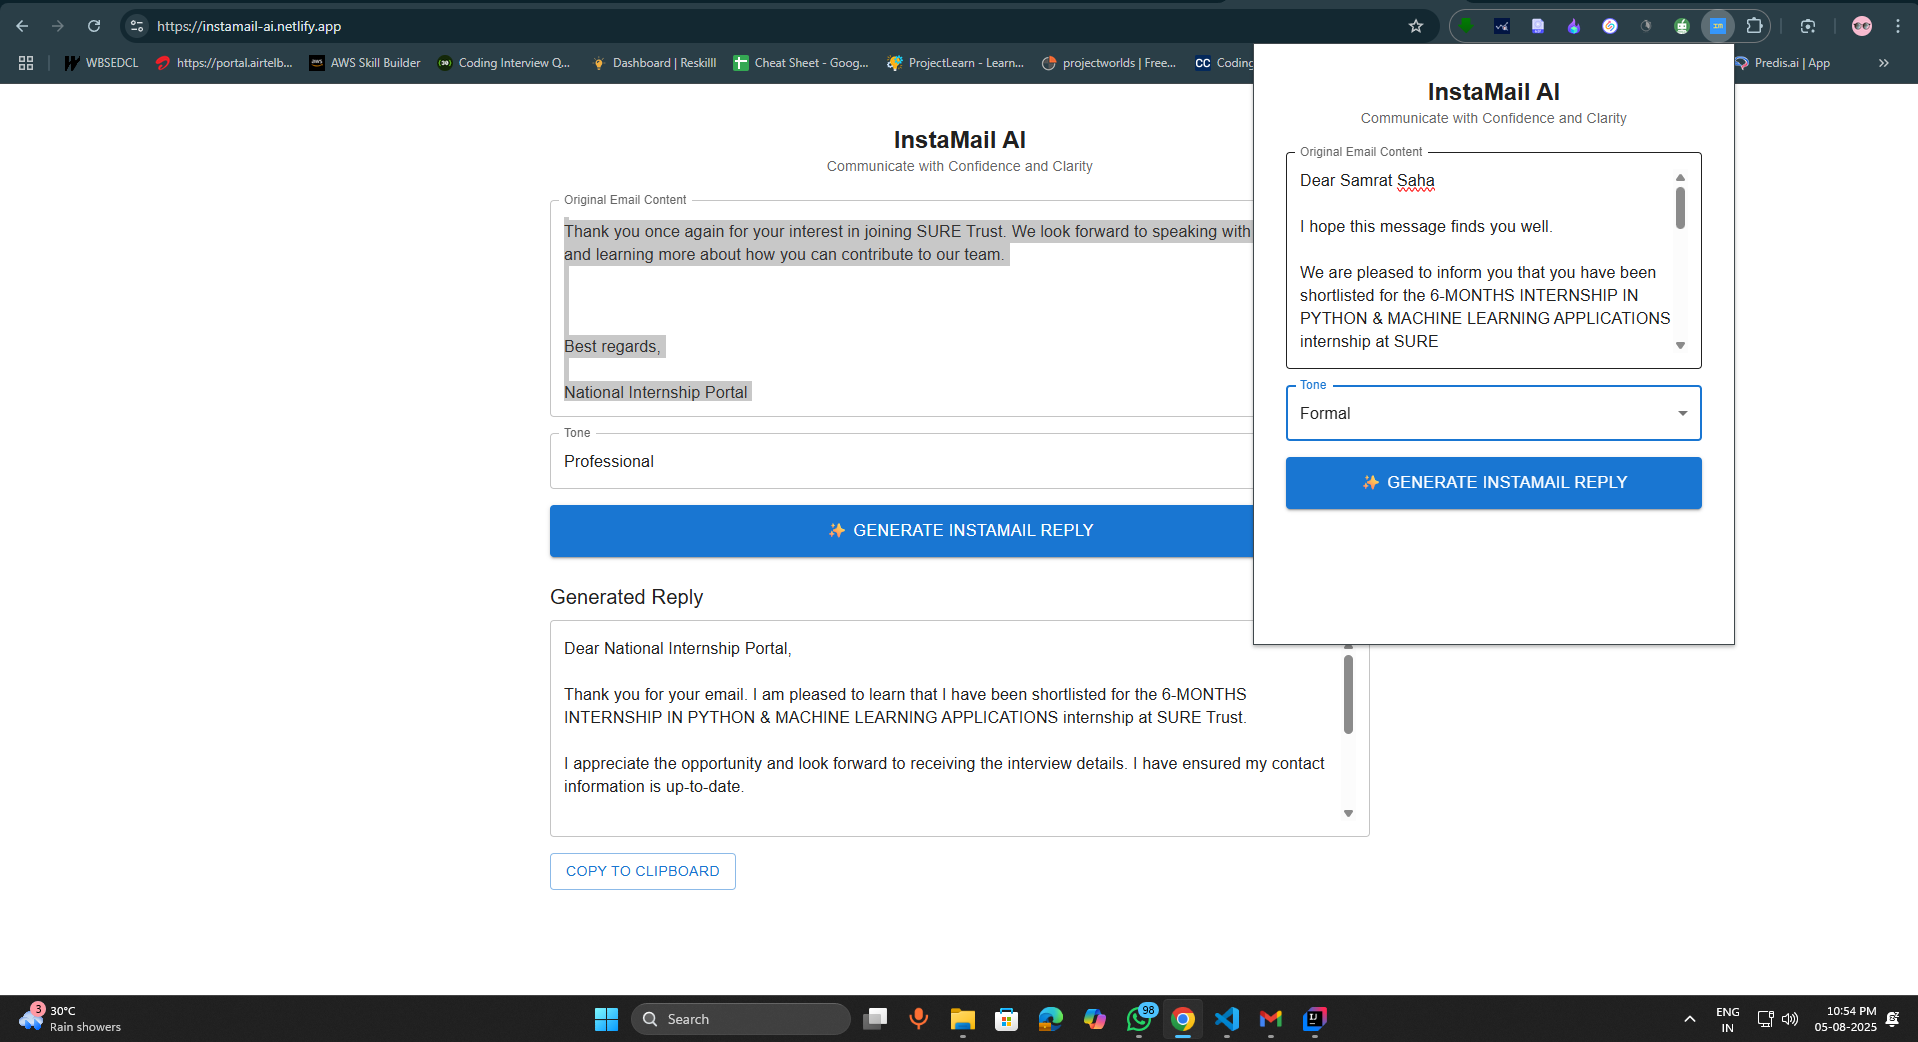 https://instamail-ai.netlify.app
WBSEDCL
https://portal.airtelb...
AWS Skill Builder
Coding Interview Q...
Dashboard | Reskilll
Cheat Sheet - Goog...
ProjectLearn - Learn...
projectworlds | Free...
CC Coding
Predis.ai | App
InstaMail AI
Communicate with Confidence and Clarity
Original Email Content
Thank you once again for your interest in joining SURE Trust. We look forward to speaking with
and learning more about how you can contribute to our team.
Best regards,
National Internship Portal
Tone
Professional
✨ GENERATE INSTAMAIL REPLY
Generated Reply
Dear National Internship Portal,
Thank you for your email. I am pleased to learn that I have been shortlisted for the 6-MONTHS
INTERNSHIP IN PYTHON & MACHINE LEARNING APPLICATIONS internship at SURE Trust.
I appreciate the opportunity and look forward to receiving the interview details. I have ensured my contact
information is up-to-date.
COPY TO CLIPBOARD
InstaMail AI
Communicate with Confidence and Clarity
Original Email Content
Dear Samrat Saha
I hope this message finds you well.
We are pleased to inform you that you have been
shortlisted for the 6-MONTHS INTERNSHIP IN
PYTHON & MACHINE LEARNING APPLICATIONS
internship at SURE
Tone
Formal
✨ GENERATE INSTAMAIL REPLY
3
30°C
Rain showers
Search
98
ENG
IN
10:54 PM
05-08-2025